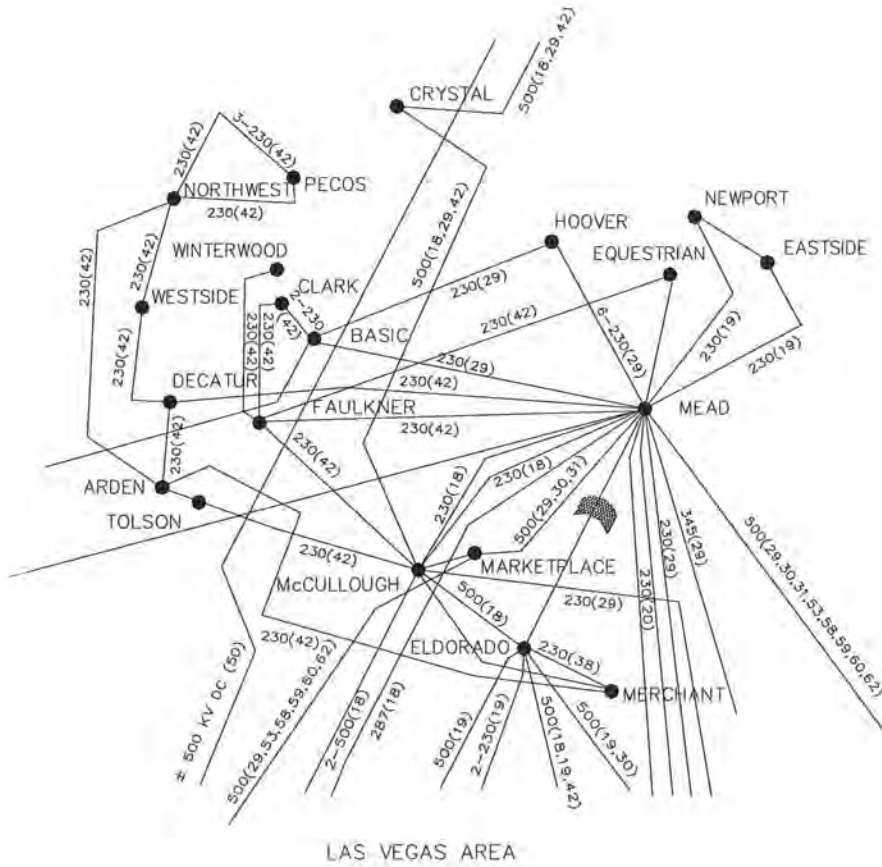 CRYSTAL
500(18,29,42)
3-230(42)
230(42)
NORTHWEST
PECOS
230(42)
NEWPORT
HOOVER
EASTSIDE
EQUESTRIAN
230(42)
230(42)
WINTERWOOD
500(18,29,42)
CLARK
WESTSIDE
2-230
(42)
230(29)
230(42)
6-230(29)
230(19)
230(19)
BASIC
230(42)
230(42)
230(42)
230(29)
230(42)
DECATUR
FAULKNER
230(42)
MEAD
230(42)
230(42)
ARDEN
TOLSON
230(18)
230(18)
500(29,30,31)
345(29)
230(29)
230(20)
500(29,30,31,53,58,59,60,62)
230(42)
MARKETPLACE
McCULLOUGH
500(18)
230(29)
230(42)
ELDORADO
230(38)
MERCHANT
# 500 KV DC (50)
500(29,53,58,59,60,62)
2-500(18)
287(18)
500(19)
2-230(19)
500(18,19,42)
500(19,30)
LAS VEGAS AREA